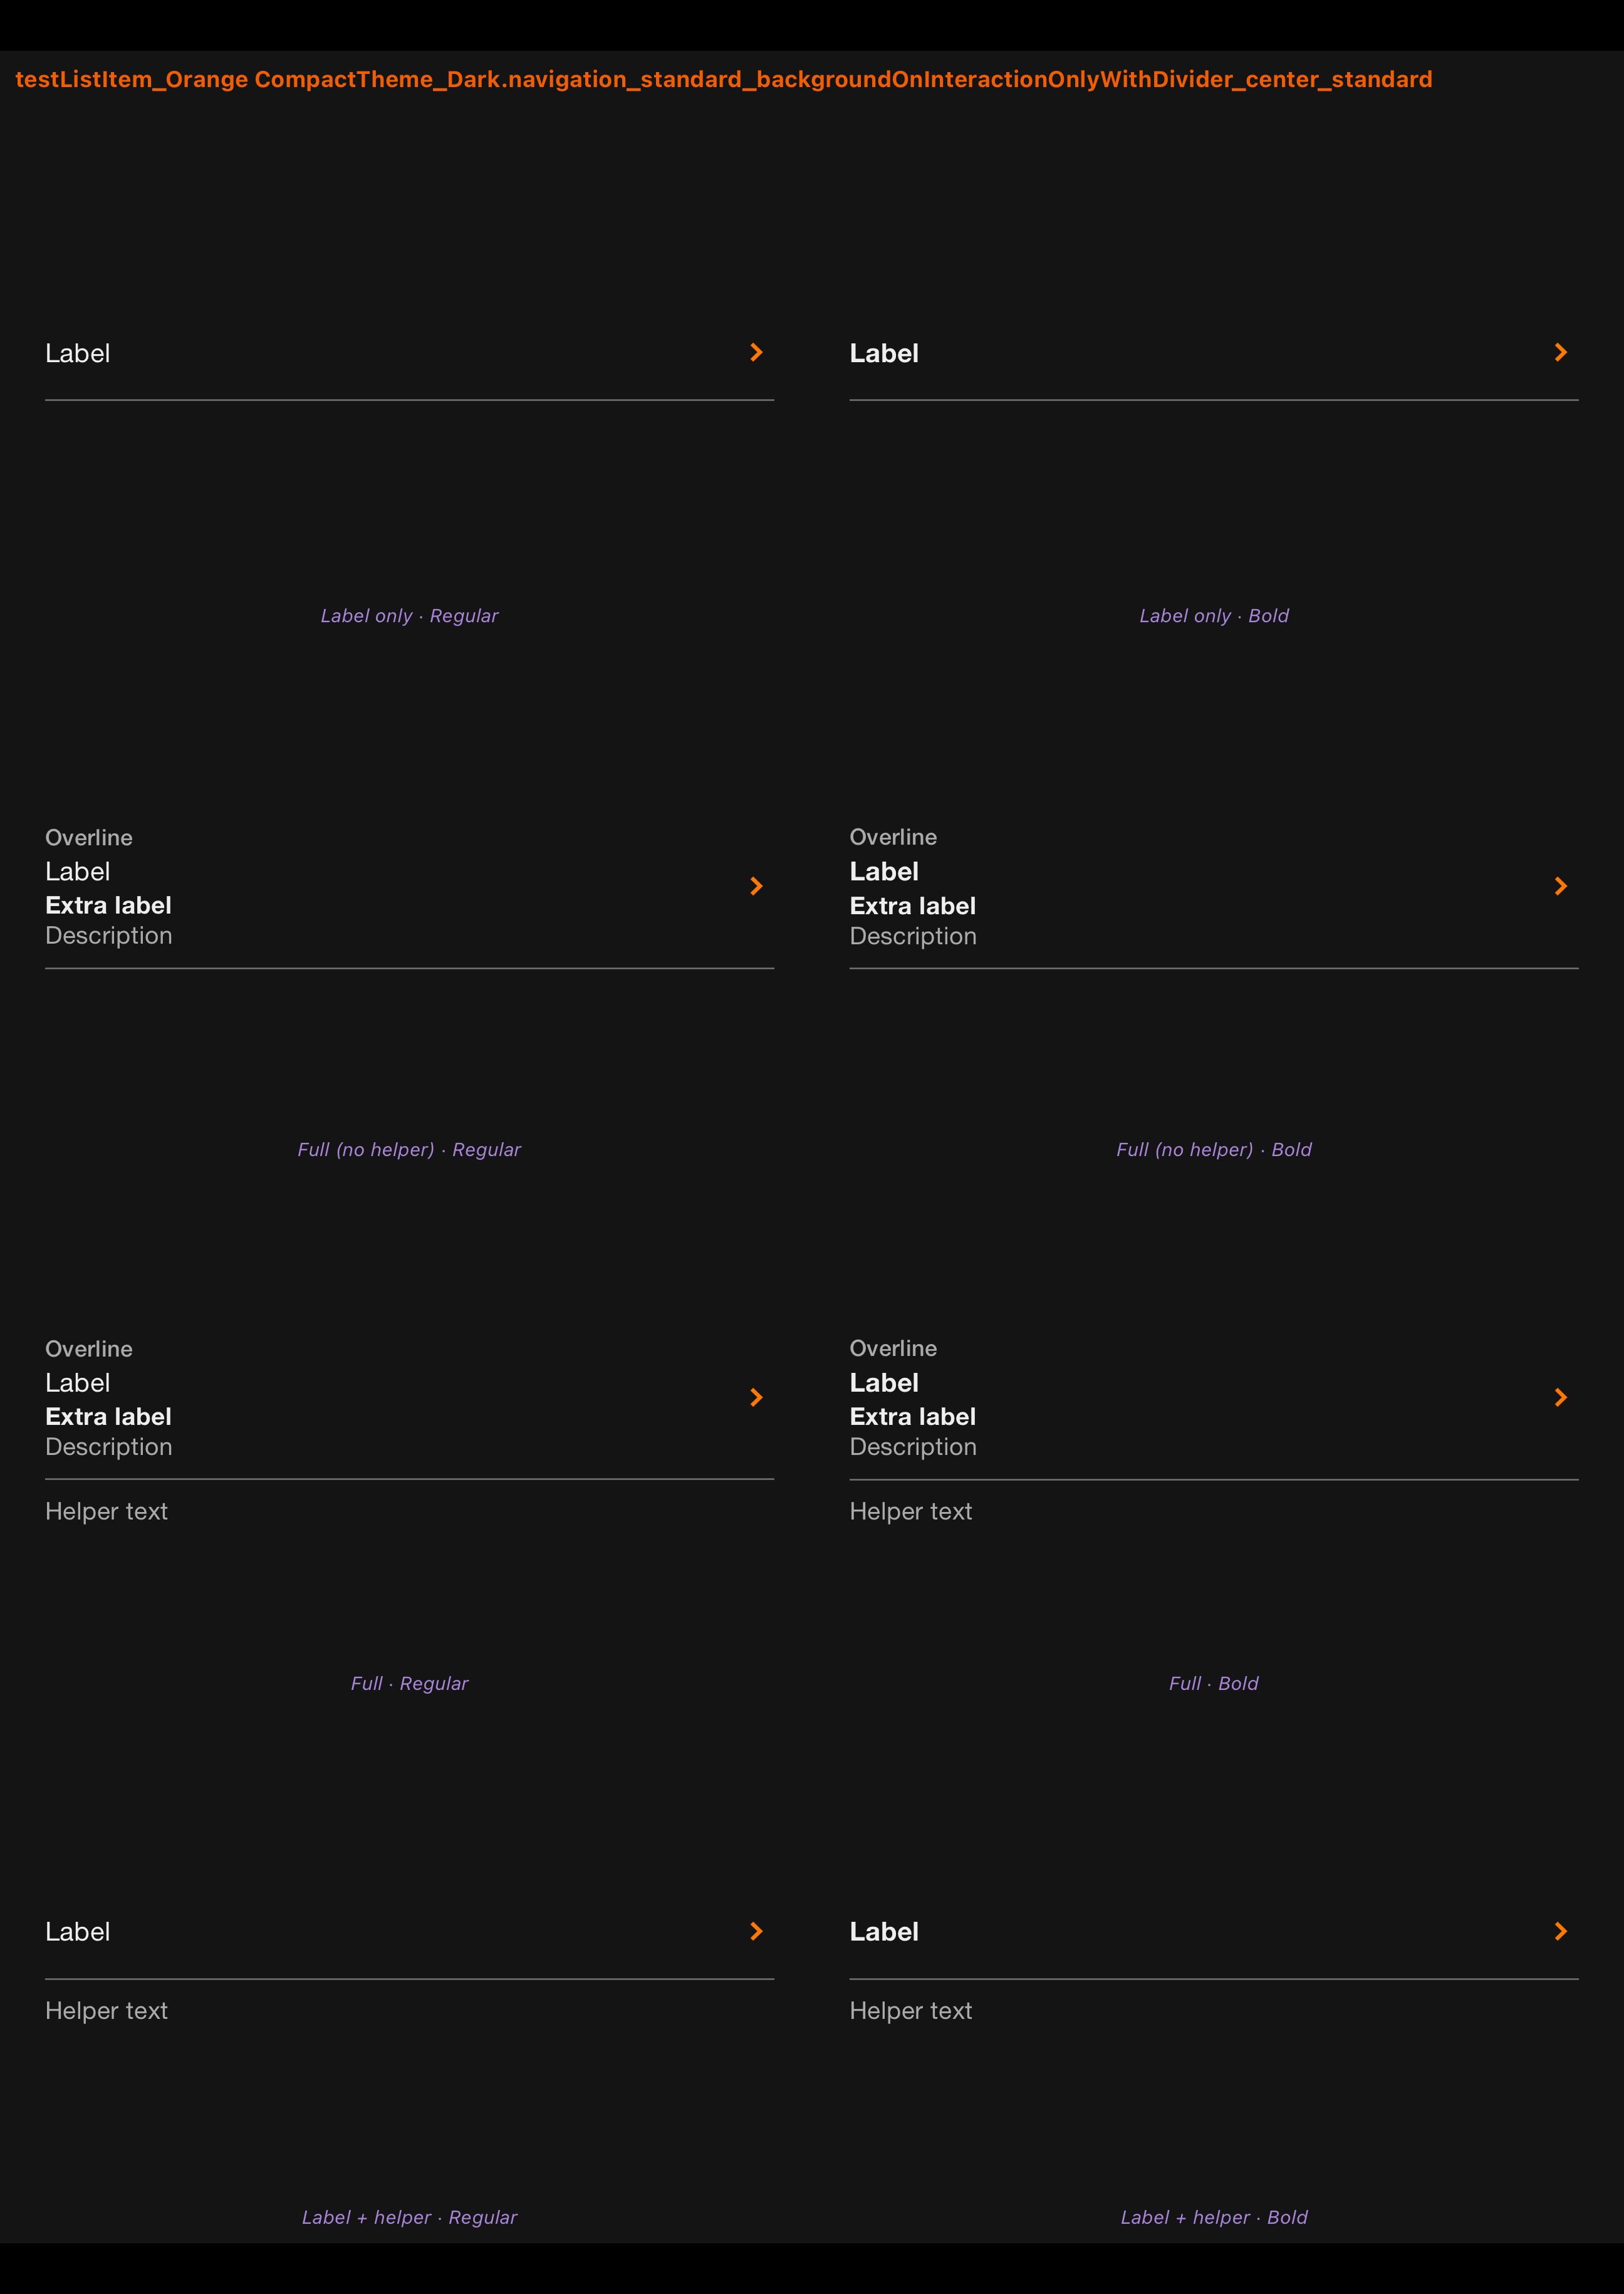 testListItem_Orange CompactTheme_Dark.navigation_standard_backgroundOnInteractionOnlyWithDivider_center_standard
Label
Label
Label only · Regular
Label only · Bold
Overline
Label
Extra label
Description
Overline
Label
Extra label
Description
Full (no helper) · Regular
Full (no helper) · Bold
Overline
Label
Extra label
Description
Helper text
Overline
Label
Extra label
Description
Helper text
Full · Regular
Full · Bold
Label
Helper text
Label
Helper text
Label + helper · Regular
Label + helper · Bold